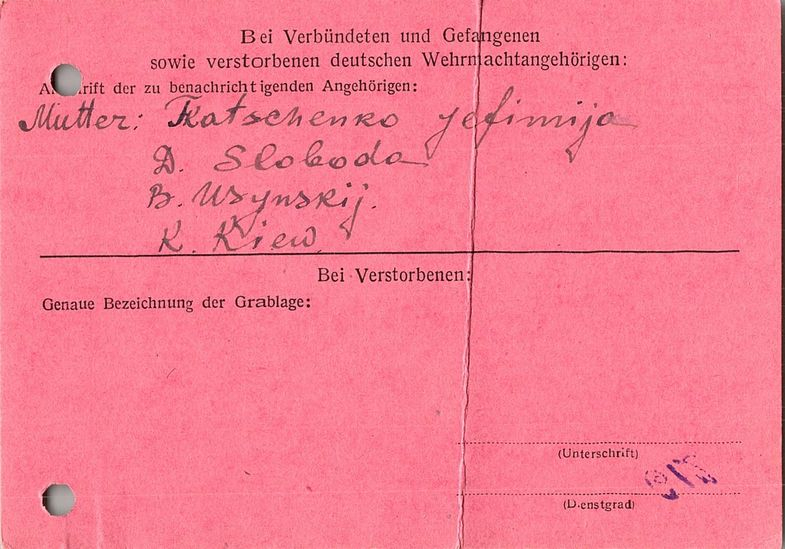 Bei Verbündeten und Gefangenen
sowie verstorbenen deutschen Wehrmachtangehörigen:
A rift der zu benachrichtigenden Angehörigen:
Mutter: Tkatschenko Jefimija
D. Sloboda
B. Usynskij.
K. Kiew.
Bei Verstorbenen:
Genaue Bezeichnung der Grablage:
(Unterschrift)
(Dienstgrad)